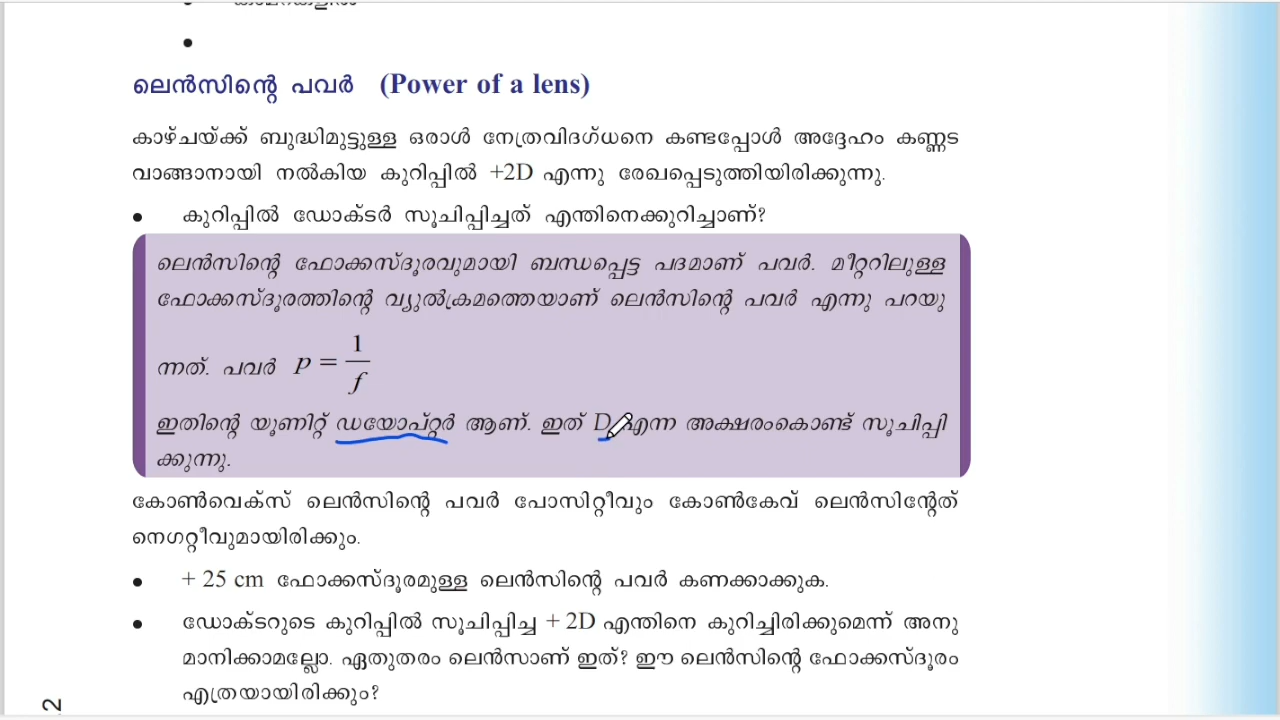 ലെൻസിന്റെ പവർ (Power of a lens)
കാഴ്ചയ്ക്ക് ബുദ്ധിമുട്ടുള്ള ഒരാൾ നേത്രവിദഗ്ധനെ കണ്ടപ്പോൾ അദ്ദേഹം കണ്ണട
വാങ്ങാനായി നൽകിയ കുറിപ്പിൽ +2D എന്നു രേഖപ്പെടുത്തിയിരിക്കുന്നു.
• കുറിപ്പിൽ ഡോക്ടർ സൂചിപ്പിച്ചത് എന്തിനെക്കുറിച്ചാണ്?
ലെൻസിന്റെ ഫോക്കസ്ദൂരവുമായി ബന്ധപ്പെട്ട പദമാണ് പവർ. മീറ്ററിലുള്ള
ഫോക്കസ്ദൂരത്തിന്റെ വ്യുൽക്രമത്തെയാണ് ലെൻസിന്റെ പവർ എന്നു പറയു
ന്നത്. പവർ p = 1/f
ഇതിന്റെ യൂണിറ്റ് ഡയോപ്റ്റർ ആണ്. ഇത് D എന്ന അക്ഷരംകൊണ്ട് സൂചിപ്പി
ക്കുന്നു.
കോൺവെക്സ് ലെൻസിന്റെ പവർ പോസിറ്റീവും കോൺകേവ് ലെൻസിന്റേത്
നെഗറ്റീവുമായിരിക്കും.
• + 25 cm ഫോക്കസ്ദൂരമുള്ള ലെൻസിന്റെ പവർ കണക്കാക്കുക.
• ഡോക്ടറുടെ കുറിപ്പിൽ സൂചിപ്പിച്ച + 2D എന്തിനെ കുറിച്ചിരിക്കുമെന്ന് അനു
മാനിക്കാമല്ലോ. ഏതുതരം ലെൻസാണ് ഇത്? ഈ ലെൻസിന്റെ ഫോക്കസ്ദൂരം
എത്രയായിരിക്കും?